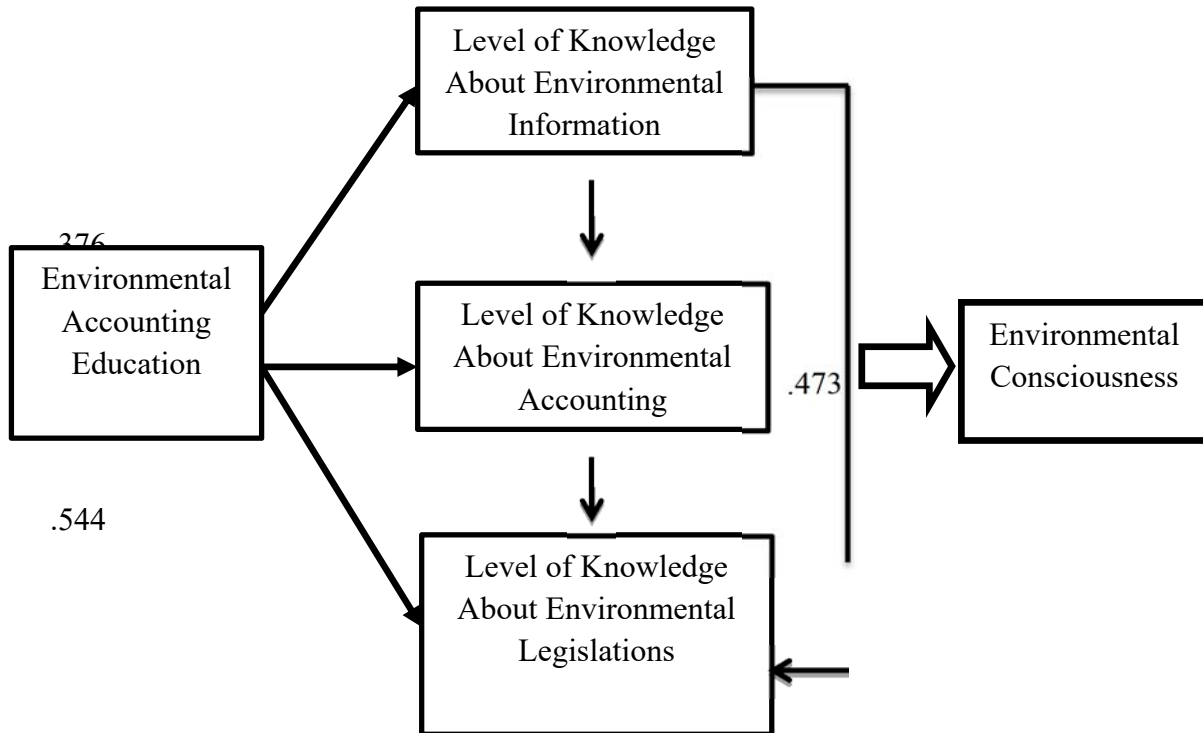 Level of Knowledge
About Environmental
Information
.376
Environmental
Accounting
Education
Level of Knowledge
About Environmental
Accounting
.473
Environmental
Consciousness
.544
Level of Knowledge
About Environmental
Legislations